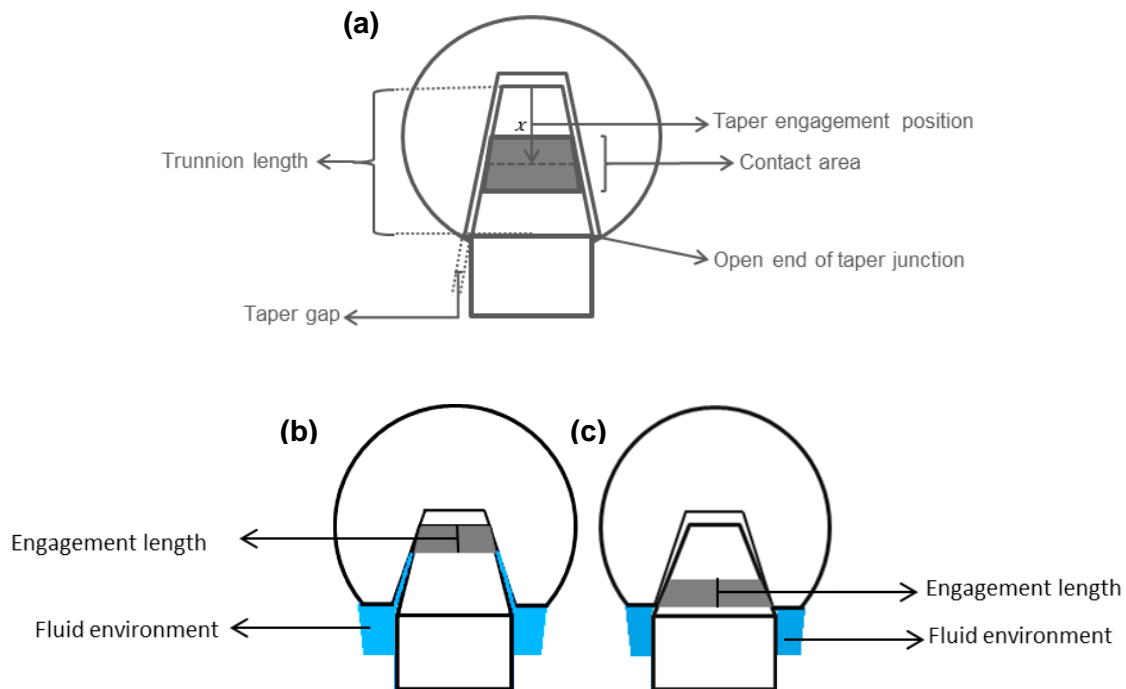 (a)
x
Taper engagement position
Trunnion length
Contact area
Open end of taper junction
Taper gap
(b)
(c)
Engagement length
Engagement length
Fluid environment
Fluid environment